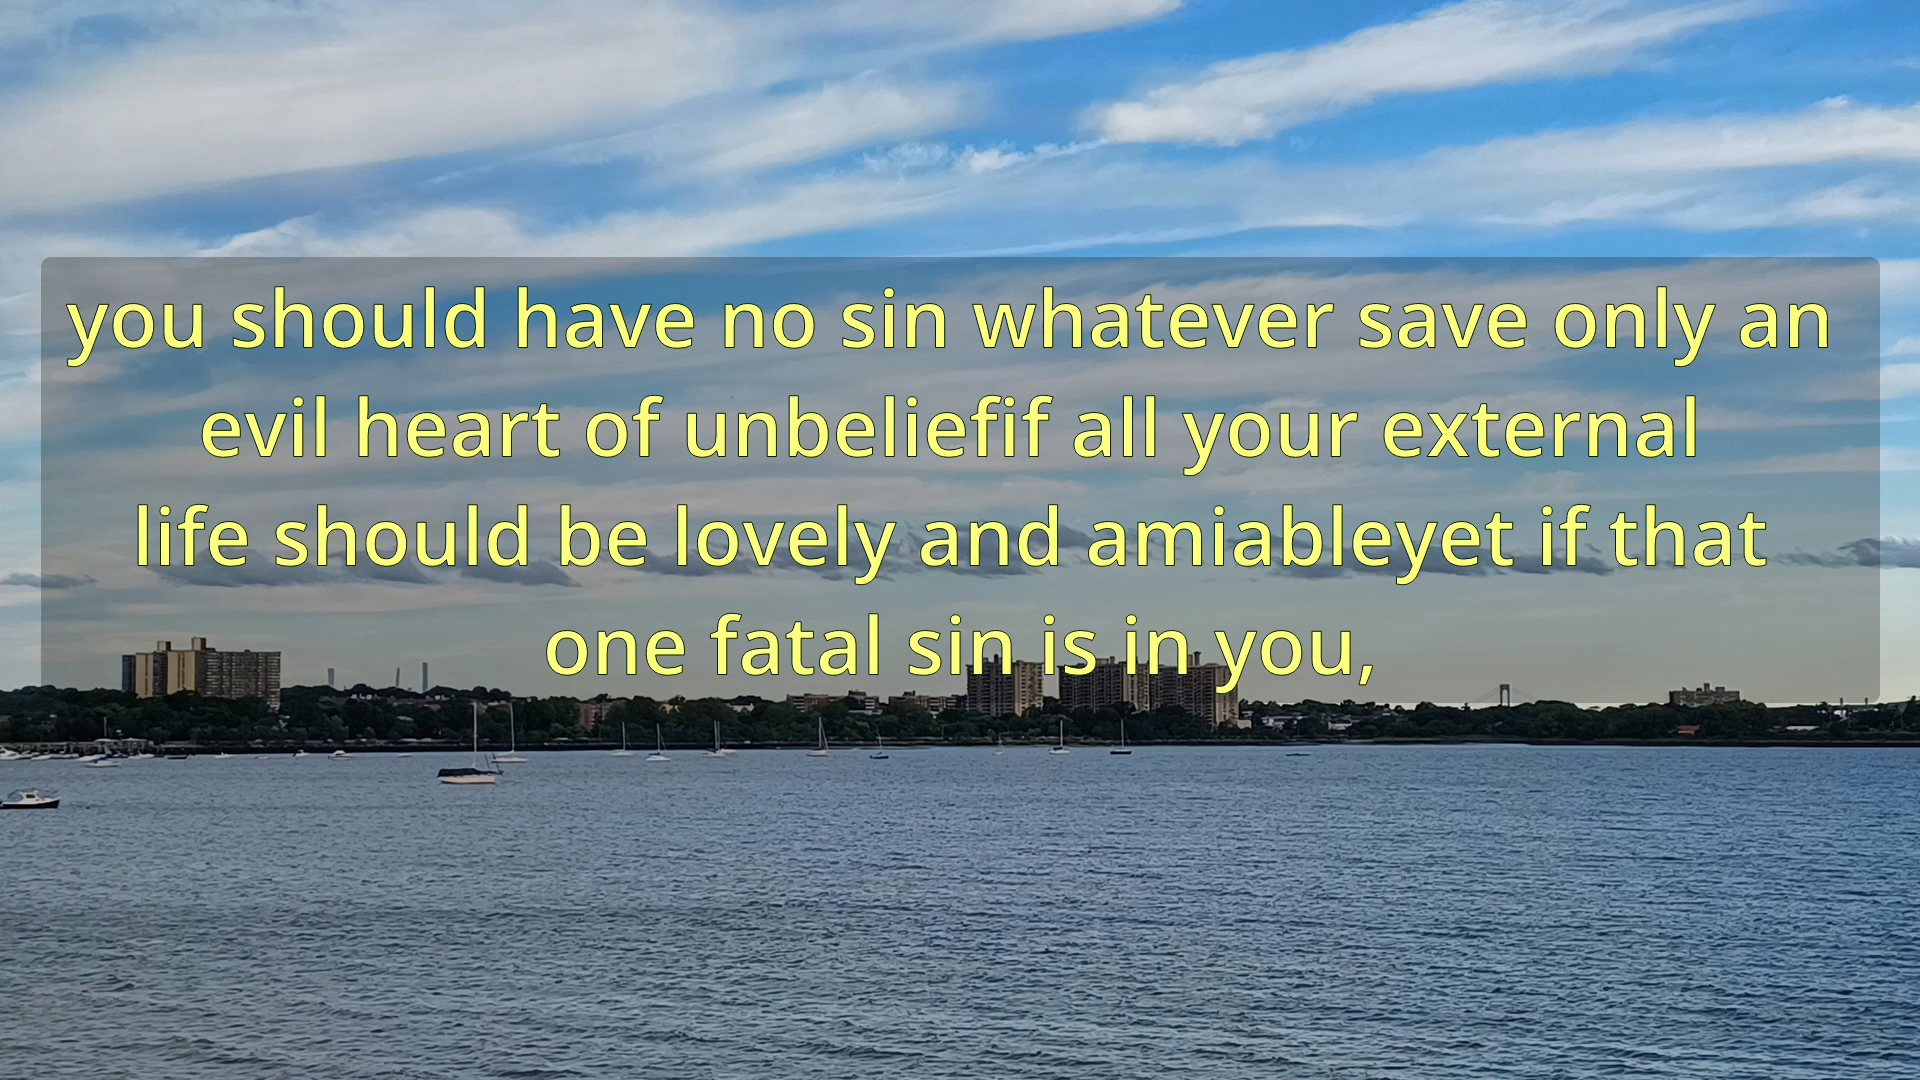 you should have no sin whatever save only an
evil heart of unbeliefif all your external
life should be lovely and amiableyet if that
one fatal sin is in you,